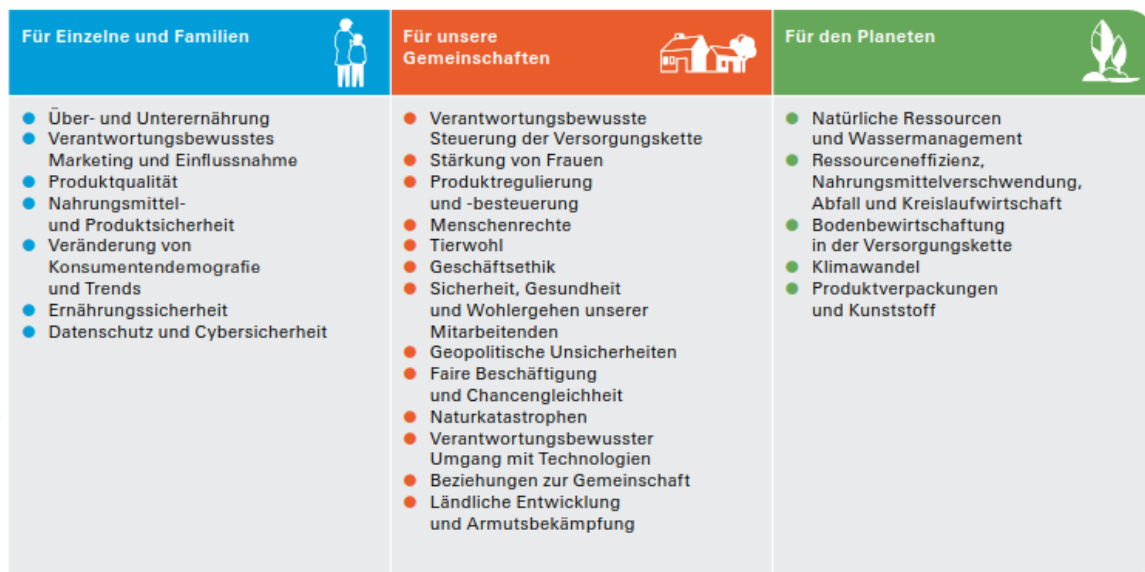 Für Einzelne und Familien
Über- und Unterernährung
Verantwortungsbewusstes
Marketing und Einflussnahme
Produktqualität
Nahrungsmittel-
und Produktsicherheit
Veränderung von
Konsumentendemografie
und Trends
Ernährungssicherheit
Datenschutz und Cybersicherheit
Für unsere
Gemeinschaften
Verantwortungsbewusste
Steuerung der Versorgungskette
Stärkung von Frauen
Produktregulierung
und -besteuerung
Menschenrechte
Tierwohl
Geschäftsethik
Sicherheit, Gesundheit
und Wohlergehen unserer
Mitarbeitenden
Geopolitische Unsicherheiten
Faire Beschäftigung
und Chancengleichheit
Naturkatastrophen
Verantwortungsbewusster
Umgang mit Technologien
Beziehungen zur Gemeinschaft
Ländliche Entwicklung
und Armutsbekämpfung
Für den Planeten
Natürliche Ressourcen
und Wassermanagement
Ressourceneffizienz,
Nahrungsmittelverschwendung,
Abfall und Kreislaufwirtschaft
Bodenbewirtschaftung
in der Versorgungskette
Klimawandel
Produktverpackungen
und Kunststoff